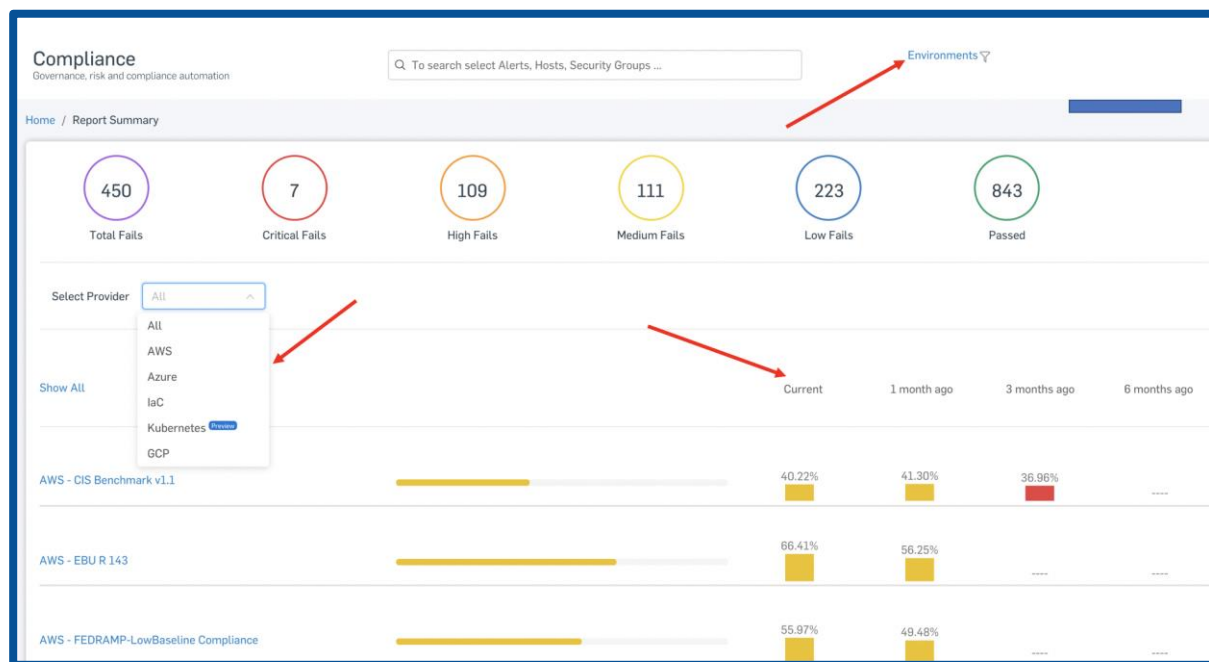 Compliance
Governance, risk and compliance automation
To search select Alerts, Hosts, Security Groups ...
Environments
Home / Report Summary
450 7 109 111 223 843
Total Fails Critical Fails High Fails Medium Fails Low Fails Passed
Select Provider All
All
AWS
Azure
IaC
Kubernetes Preview
GCP
Show All Current 1 month ago 3 months ago 6 months ago
AWS - CIS Benchmark v1.1 40.22% 41.30% 36.96% ----
AWS - EBU R 143 66.41% 56.25% ---- ----
AWS - FEDRAMP-LowBaseline Compliance 55.97% 49.48% ---- ----